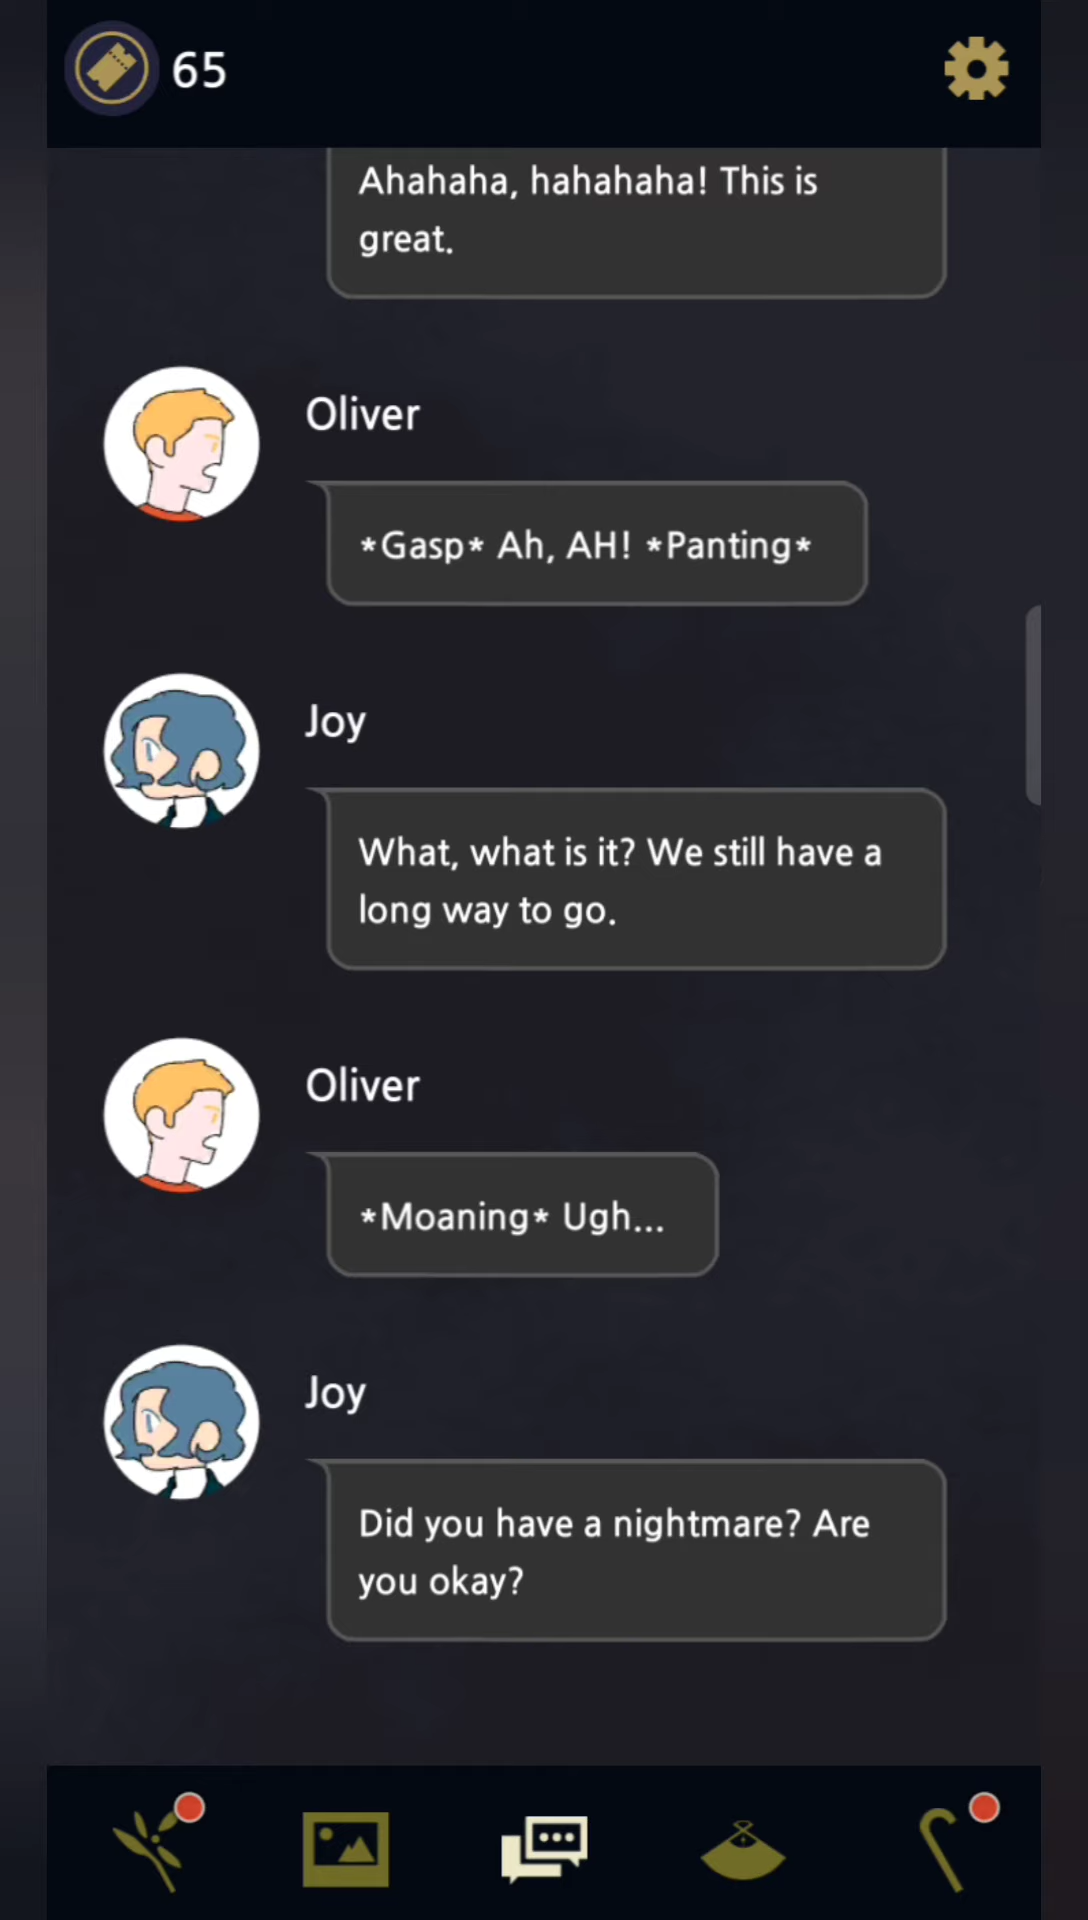 65
Ahahaha, hahahaha! This is
great.
Oliver
*Gasp* Ah, AH! *Panting*
Joy
What, what is it? We still have a
long way to go.
Oliver
*Moaning* Ugh...
Joy
Did you have a nightmare? Are
you okay?